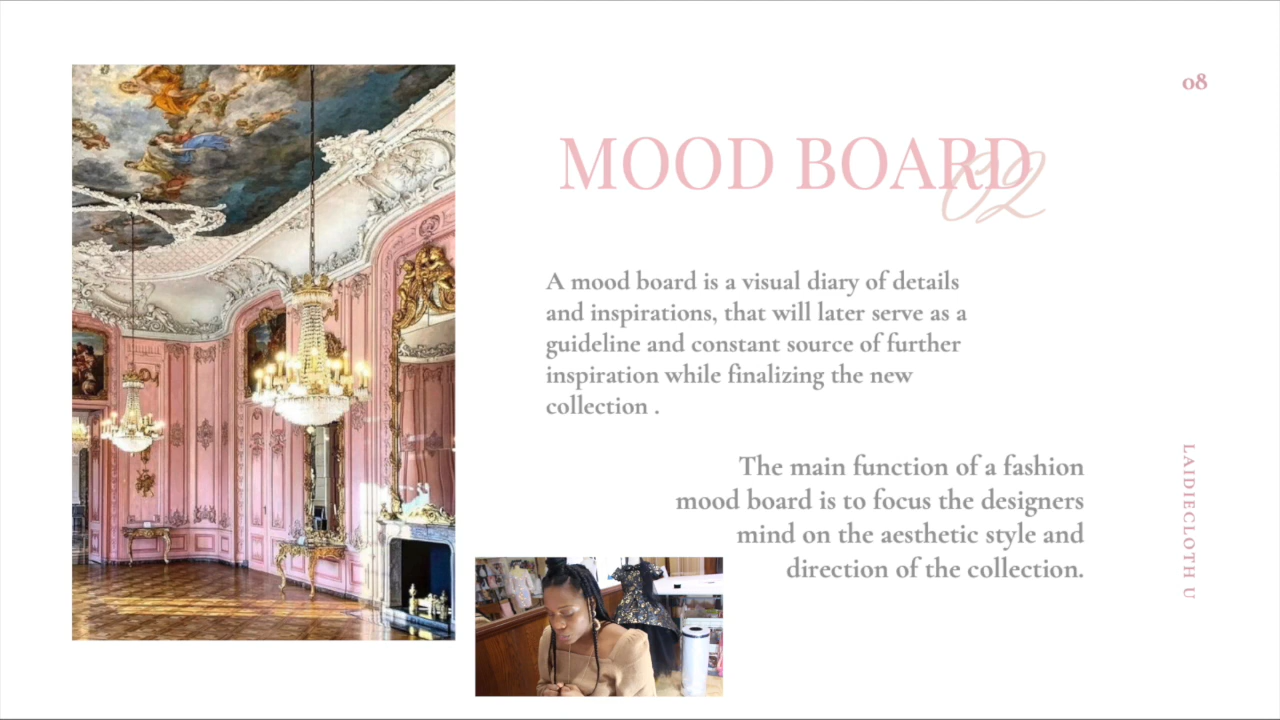 08
MOOD BOARD
02
A mood board is a visual diary of details
and inspirations, that will later serve as a
guideline and constant source of further
inspiration while finalizing the new
collection .
The main function of a fashion
mood board is to focus the designers
mind on the aesthetic style and
direction of the collection.
LAIDIECLOTH U